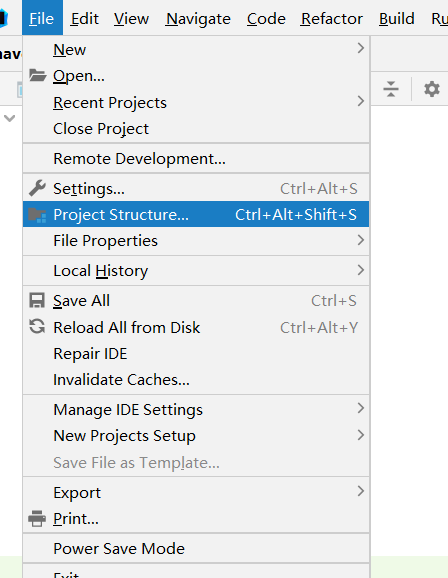 File Edit View Navigate Code Refactor Build Ru
nav
New
Open...
Recent Projects
Close Project
Remote Development...
Settings... Ctrl+Alt+S
Project Structure... Ctrl+Alt+Shift+S
File Properties
Local History
Save All Ctrl+S
Reload All from Disk Ctrl+Alt+Y
Repair IDE
Invalidate Caches...
Manage IDE Settings
New Projects Setup
Save File as Template...
Export
Print...
Power Save Mode
Exit